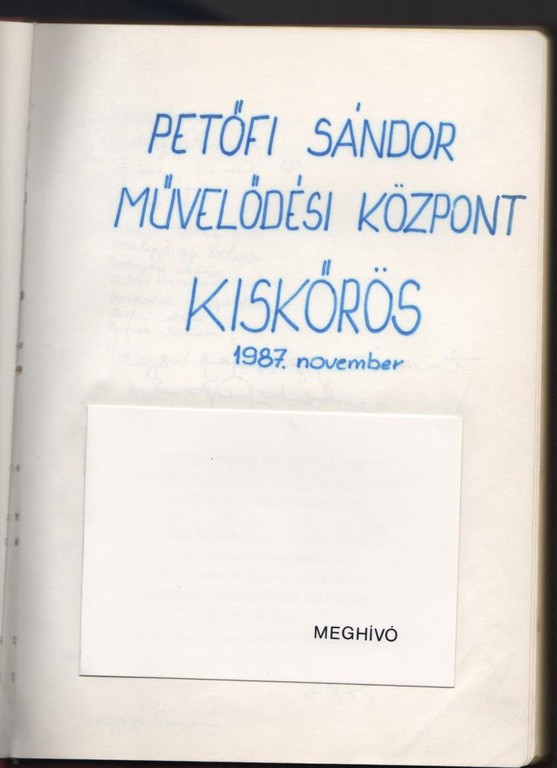 PETŐFI SÁNDOR
MŰVELŐDÉSI KÖZPONT
KISKŐRÖS
1987. november
MEGHÍVÓ